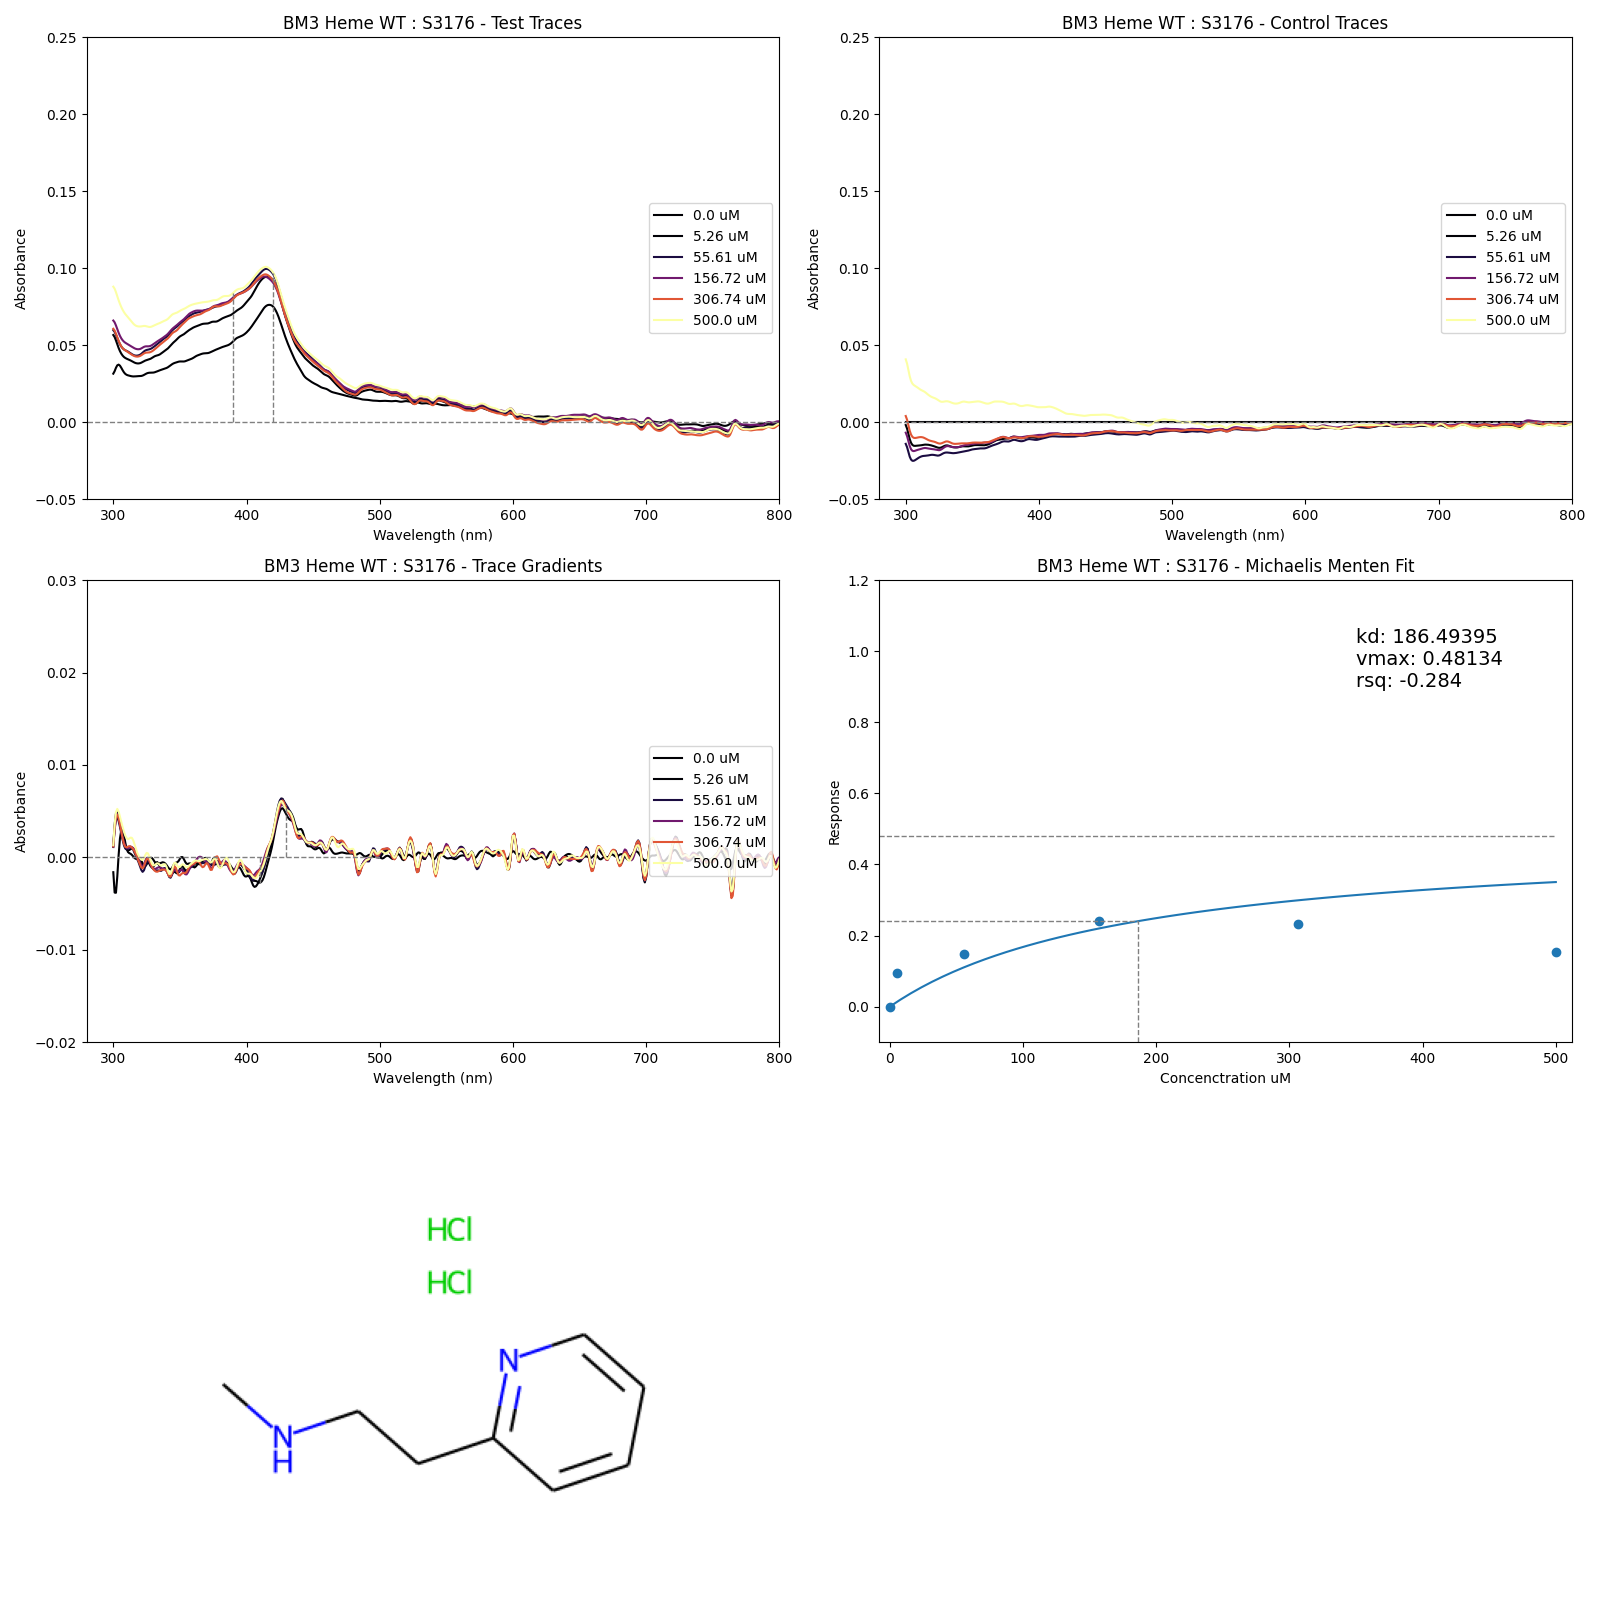 BM3 Heme WT : S3176 - Test Traces
Absorbance
0.25
0.20
0.15
0.10
0.05
0.00
−0.05
0.0 uM
5.26 uM
55.61 uM
156.72 uM
306.74 uM
500.0 uM
300 400 500 600 700 800
Wavelength (nm)
BM3 Heme WT : S3176 - Control Traces
Absorbance
0.25
0.20
0.15
0.10
0.05
0.00
−0.05
0.0 uM
5.26 uM
55.61 uM
156.72 uM
306.74 uM
500.0 uM
300 400 500 600 700 800
Wavelength (nm)
BM3 Heme WT : S3176 - Trace Gradients
Absorbance
0.03
0.02
0.01
0.00
−0.01
−0.02
0.0 uM
5.26 uM
55.61 uM
156.72 uM
306.74 uM
500.0 uM
300 400 500 600 700 800
Wavelength (nm)
BM3 Heme WT : S3176 - Michaelis Menten Fit
Response
1.2
1.0
0.8
0.6
0.4
0.2
0.0
kd: 186.49395
vmax: 0.48134
rsq: -0.284
0 100 200 300 400 500
Concenctration uM
HCl
HCl
N
N
H